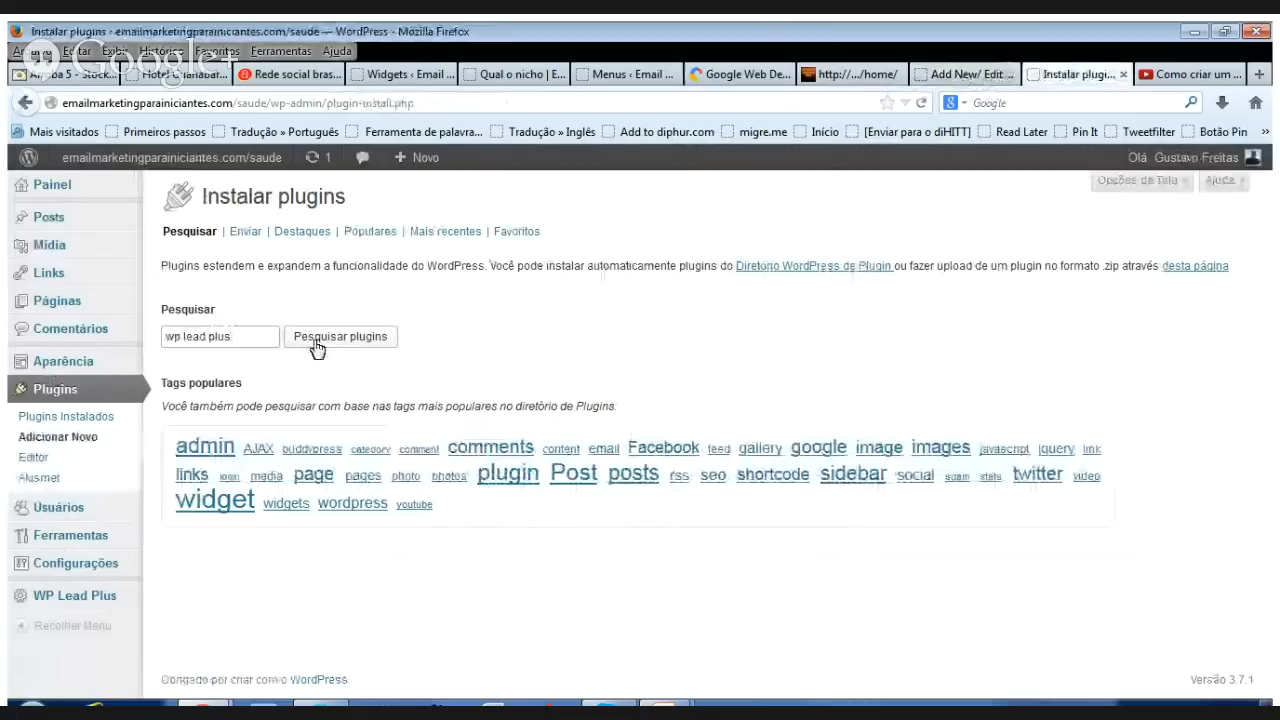 Instalar plugins ‹ emailmarketingparainiciantes.com/saude — WordPress - Mozilla Firefox
Editar Exibir Histórico Favoritos Ferramentas Ajuda
Google+
Arjoba 5 - Stock... Hotel Canabar... Rede social bras... Widgets ‹ Email ... Qual o nicho | E... Menus ‹ Email ... Google Web De... http://.../home/ Add New/ Edit ... Instalar plugi... Como criar um ...
emailmarketingparainiciantes.com/saude/wp-admin/plugin-install.php Google
Mais visitados Primeiros passos Tradução » Português Ferramenta de palavra... Tradução » Inglês Add to diphur.com migre.me Início [Enviar para o diHITT] Read Later Pin It Tweetfilter Botão Pin »
emailmarketingparainiciantes.com/saude 1 Novo Olá, Gustavo Freitas
Opções de Tela Ajuda
Painel
Posts
Mídia
Links
Páginas
Comentários
Aparência
Plugins
Plugins Instalados
Adicionar Novo
Editor
Akismet
Usuários
Ferramentas
Configurações
WP Lead Plus
Recolher Menu
Instalar plugins
Pesquisar | Enviar | Destaques | Populares | Mais recentes | Favoritos
Plugins estendem e expandem a funcionalidade do WordPress. Você pode instalar automaticamente plugins do Diretório WordPress de Plugin ou fazer upload de um plugin no formato .zip através desta página
Pesquisar
wp lead plus Pesquisar plugins
Tags populares
Você também pode pesquisar com base nas tags mais populares no diretório de Plugins:
admin AJAX buddypress category comment comments content email Facebook feed gallery google image images javascript jquery link
links login media page pages photo photos plugin Post posts rss seo shortcode sidebar social spam stats twitter video
widget widgets wordpress youtube
Obrigado por criar com o WordPress
Versão 3.7.1